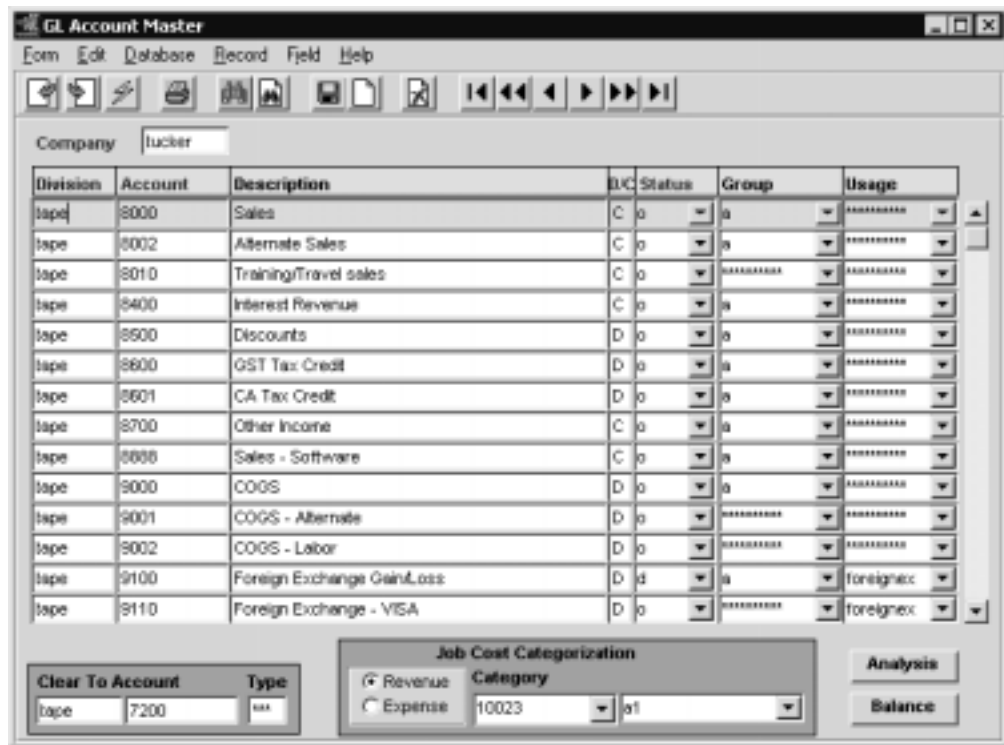 GL Account Master
Form Edit Database Record Field Help
Company tucker
Division Account Description D/C Status Group Usage
tape 8000 Sales C o a **********
tape 8002 Alternate Sales C o a **********
tape 8010 Training/Travel sales C o ********** **********
tape 8400 Interest Revenue C o a **********
tape 8500 Discounts D o a **********
tape 8600 GST Tax Credit D o a **********
tape 8601 CA Tax Credit D o a **********
tape 8700 Other Income C o a **********
tape 8888 Sales - Software C o a **********
tape 9000 COGS D o a **********
tape 9001 COGS - Alternate D o ********** **********
tape 9002 COGS - Labor D o ********** **********
tape 9100 Foreign Exchange Gain/Loss D d a foreignex
tape 9110 Foreign Exchange - VISA D o ********** foreignex
Job Cost Categorization
Clear To Account Type
tape 7200 ***
Revenue Category
Expense 10023 a1
Analysis
Balance